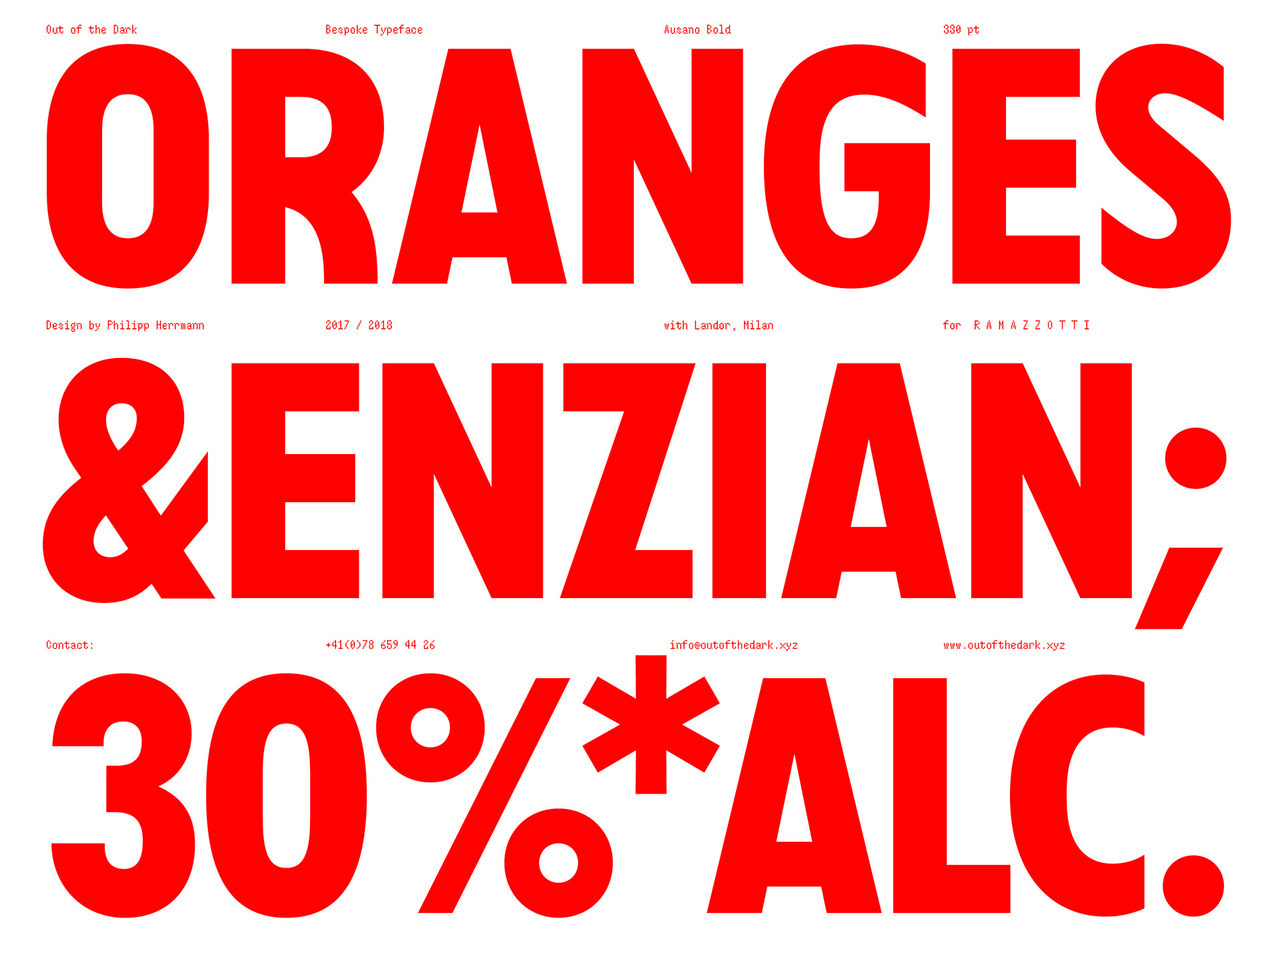 Out of the Dark Bespoke Typeface Ausano Bold 330 pt
ORANGES
Design by Philipp Herrmann 2017 / 2018 with Landor, Milan for R A M A Z Z O T T I
&ENZIAN;
Contact: +41(0)78 659 44 26 info@outofthedark.xyz www.outofthedark.xyz
30%*ALC.